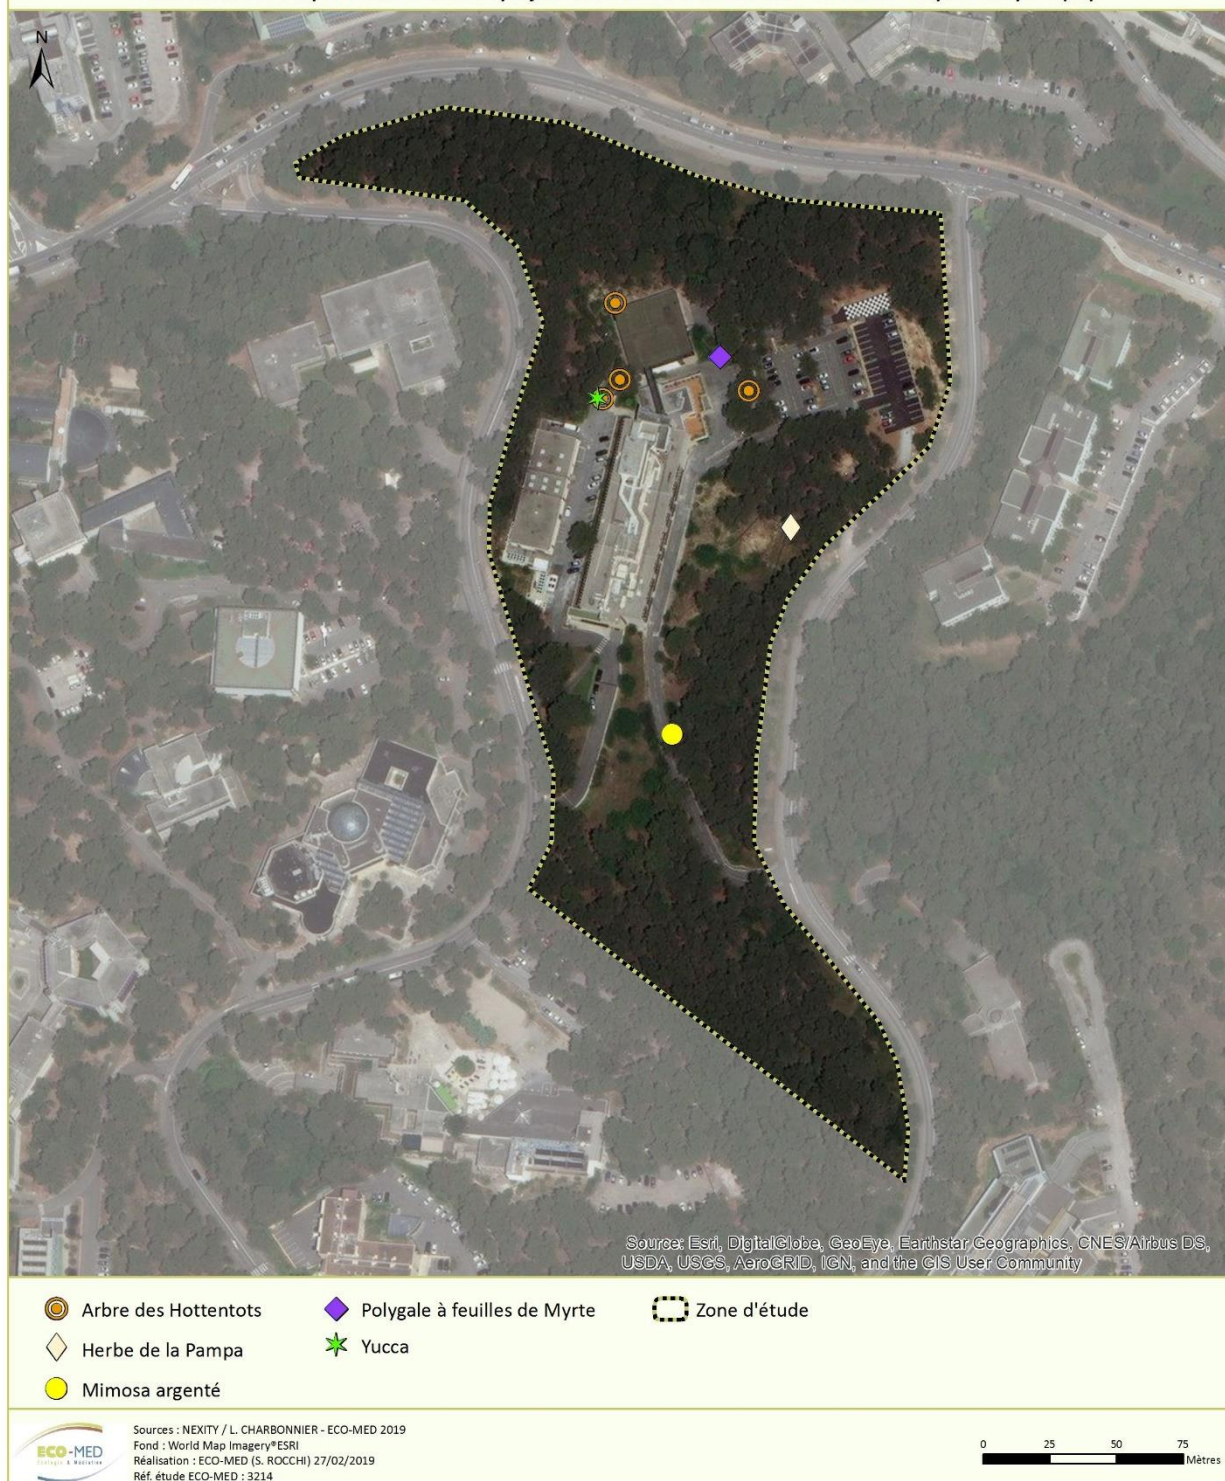 N
Source: Esri, DigitalGlobe, GeoEye, Earthstar Geographics, CNES/Airbus DS,
USDA, USGS, AeroGRID, IGN, and the GIS User Community
Arbre des Hottentots
Polygale à feuilles de Myrte
Zone d'étude
Herbe de la Pampa
Yucca
Mimosa argenté
ECO-MED
Ecologie & Médiation
Sources : NEXITY / L. CHARBONNIER - ECO-MED 2019
Fond : World Map Imagery®ESRI
Réalisation : ECO-MED (S. ROCCHI) 27/02/2019
Réf. étude ECO-MED : 3214
0 25 50 75
Mètres